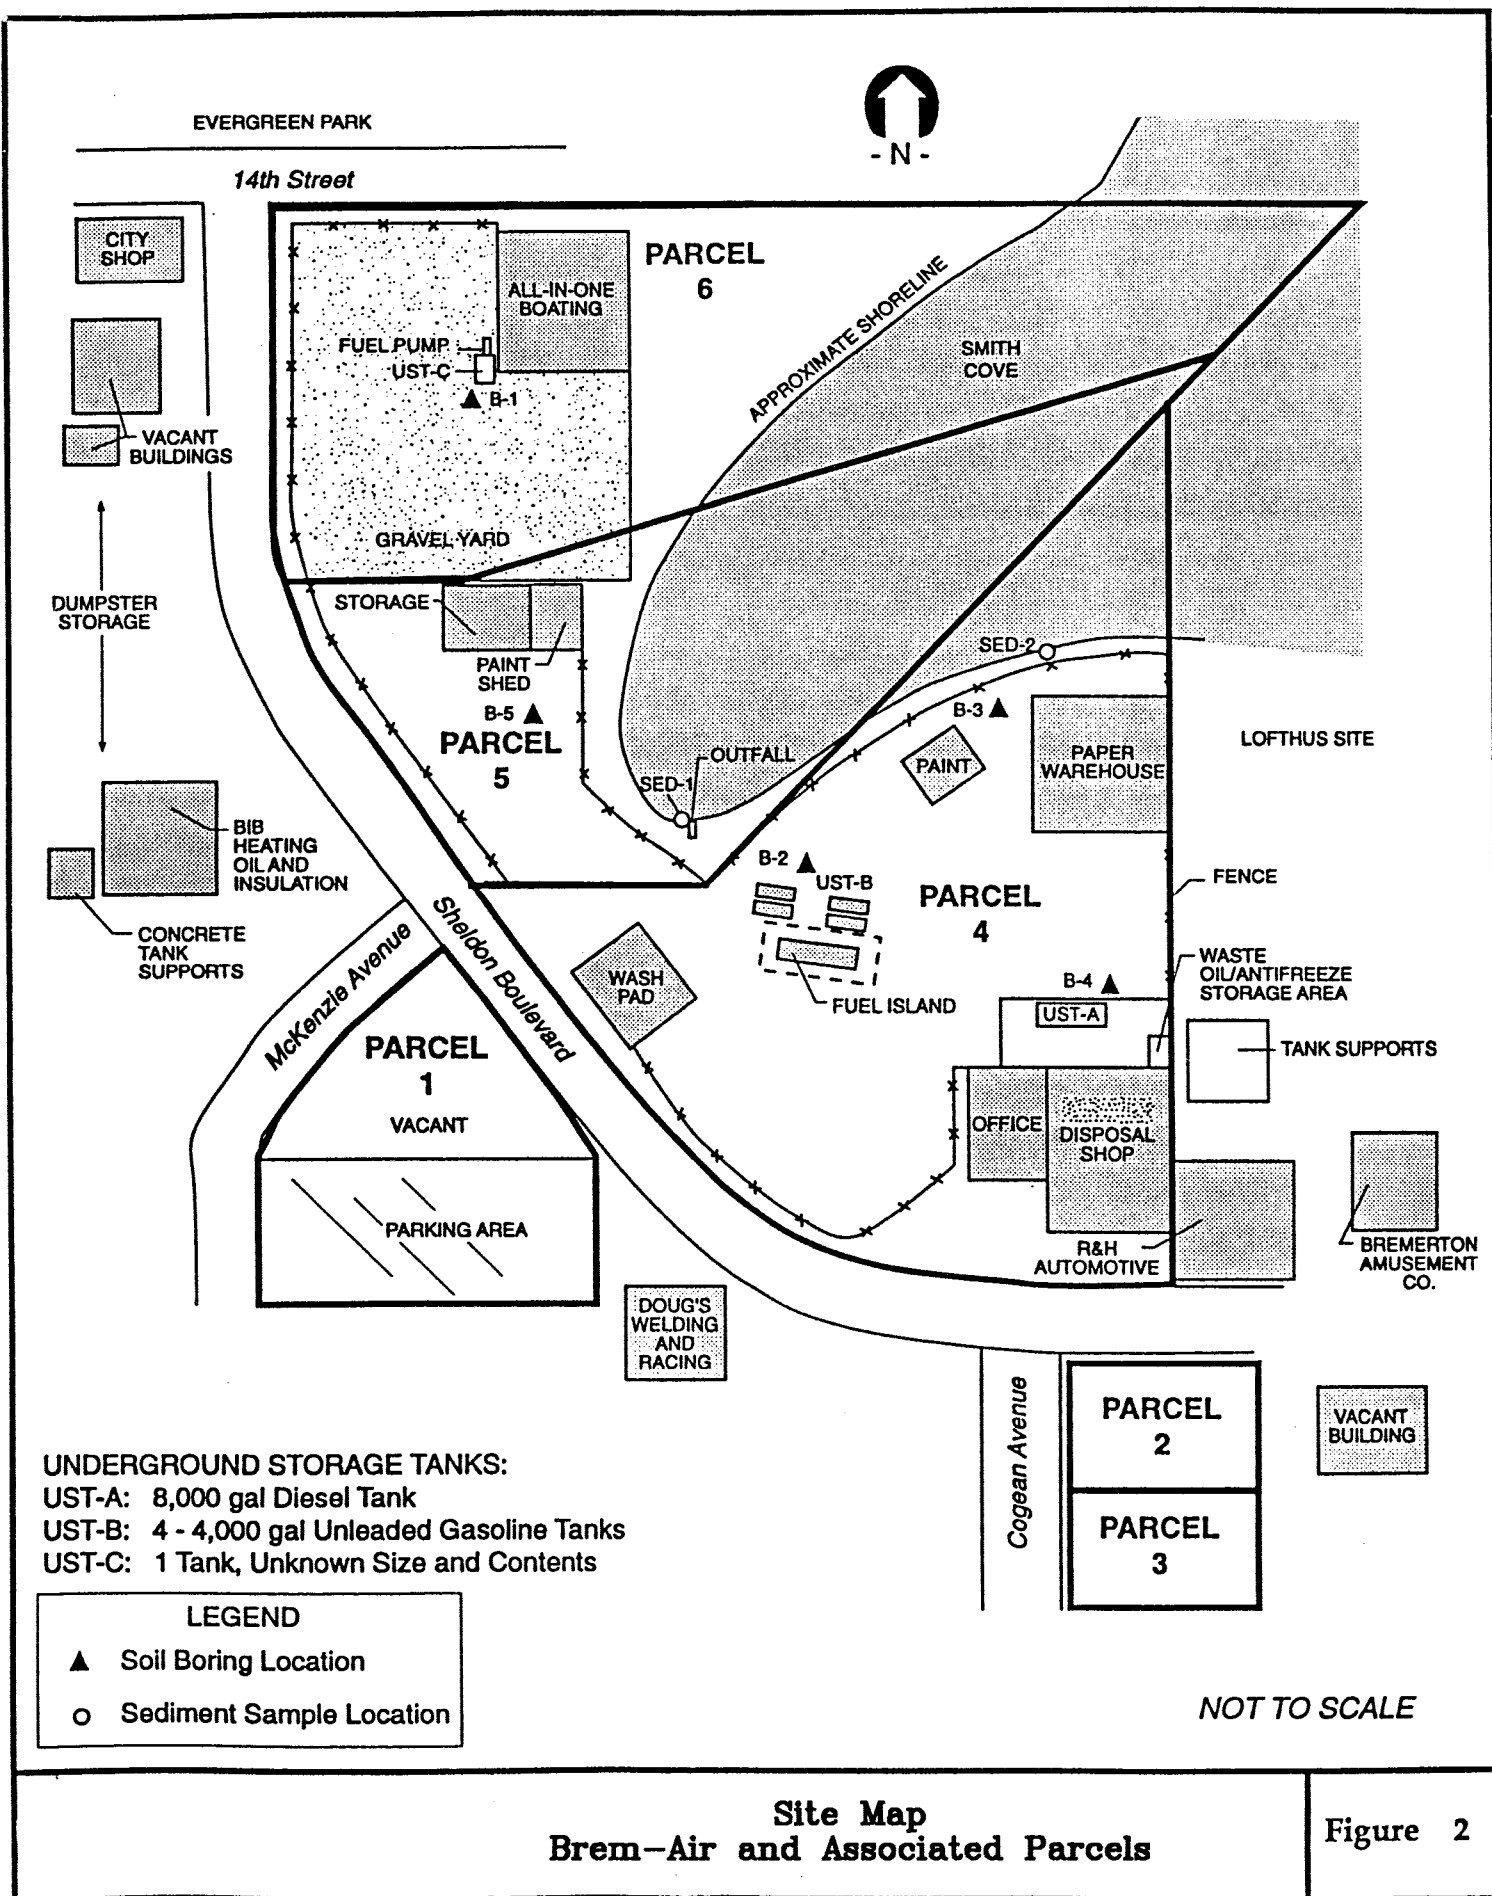 - N -
EVERGREEN PARK
14th Street
CITY
SHOP
PARCEL
6
ALL-IN-ONE
BOATING
FUEL PUMP
UST-C
B-1
APPROXIMATE SHORELINE
SMITH
COVE
VACANT
BUILDINGS
GRAVEL YARD
DUMPSTER
STORAGE
STORAGE
PAINT
SHED
B-5
PARCEL
5
SED-2
B-3
OUTFALL
SED-1
PAINT
PAPER
WAREHOUSE
LOFTHUS SITE
BIB
HEATING
OIL AND
INSULATION
CONCRETE
TANK
SUPPORTS
B-2
UST-B
PARCEL
4
FENCE
McKenzie Avenue
Sheldon Boulevard
WASH
PAD
FUEL ISLAND
B-4
UST-A
WASTE
OIL/ANTIFREEZE
STORAGE AREA
TANK SUPPORTS
PARCEL
1
VACANT
OFFICE
DISPOSAL
SHOP
PARKING AREA
R&H
AUTOMOTIVE
BREMERTON
AMUSEMENT
CO.
DOUG'S
WELDING
AND
RACING
Cogean Avenue
PARCEL
2
PARCEL
3
VACANT
BUILDING
UNDERGROUND STORAGE TANKS:
UST-A: 8,000 gal Diesel Tank
UST-B: 4 - 4,000 gal Unleaded Gasoline Tanks
UST-C: 1 Tank, Unknown Size and Contents
LEGEND
Soil Boring Location
Sediment Sample Location
NOT TO SCALE
Site Map
Brem-Air and Associated Parcels
Figure 2